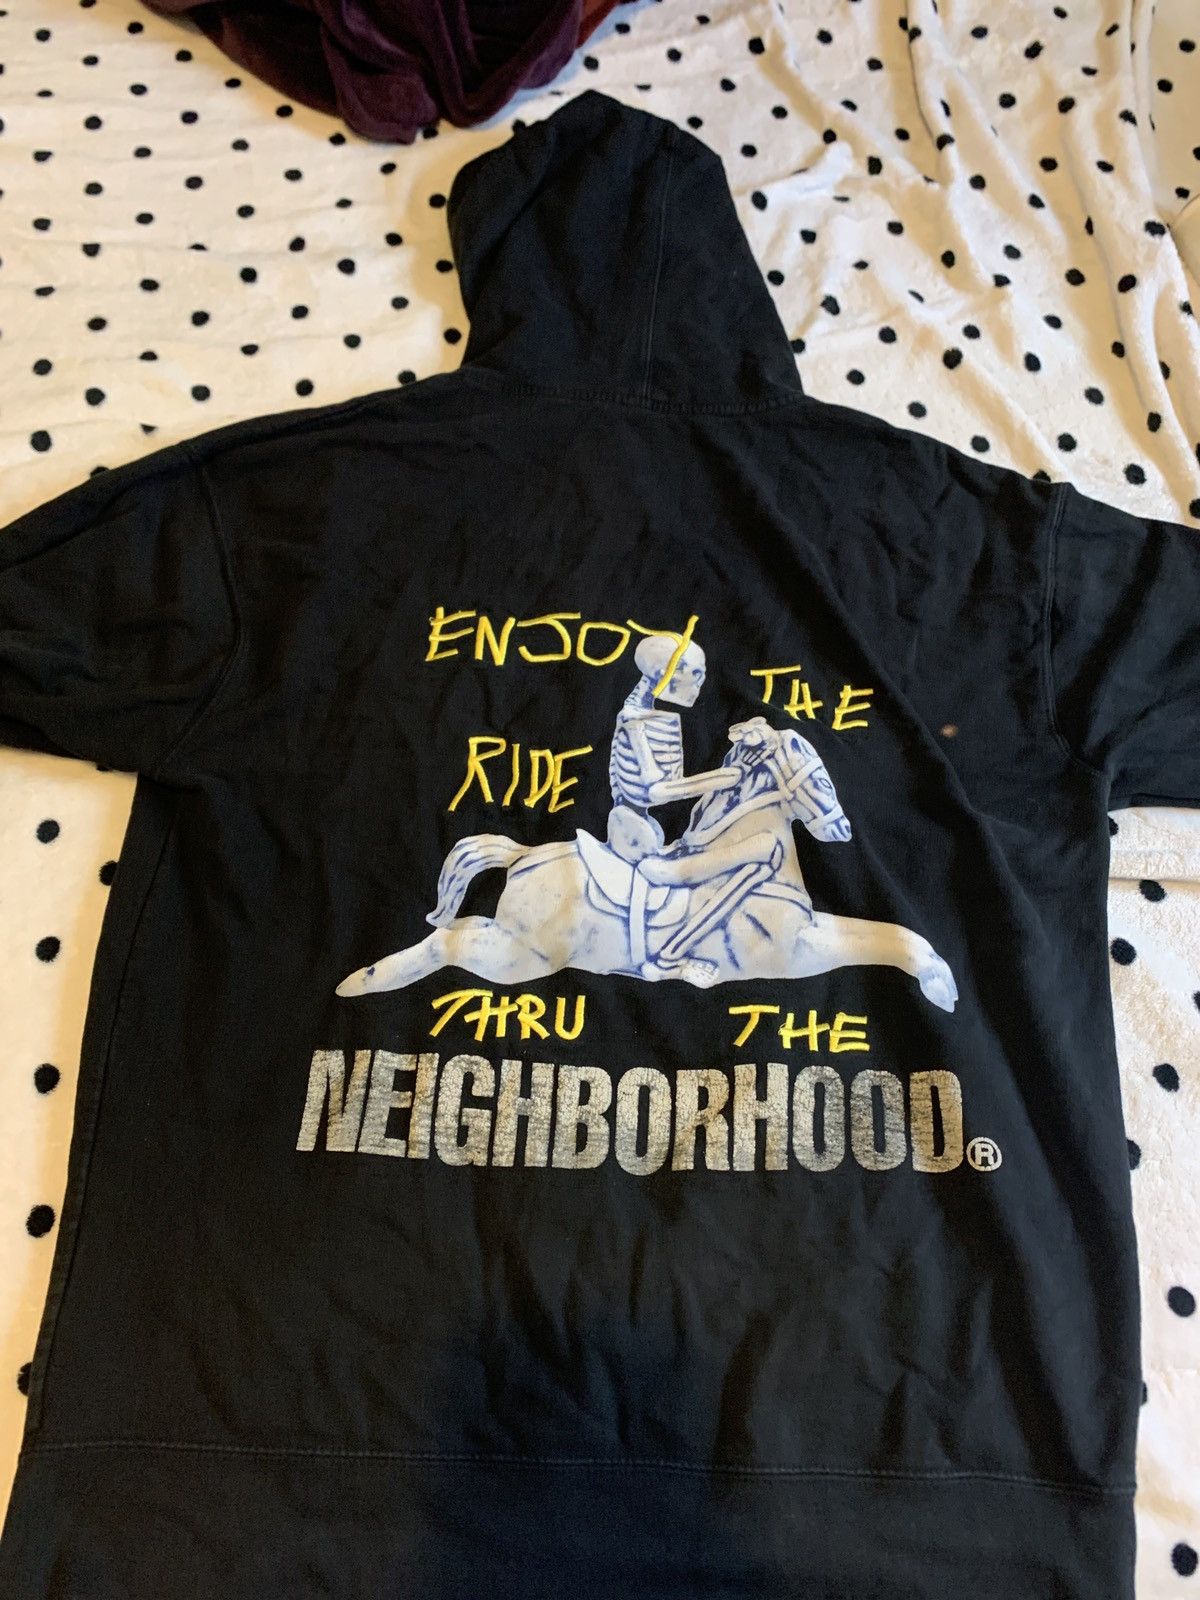 ENJOY THE
RIDE
THRU THE
NEIGHBORHOOD®